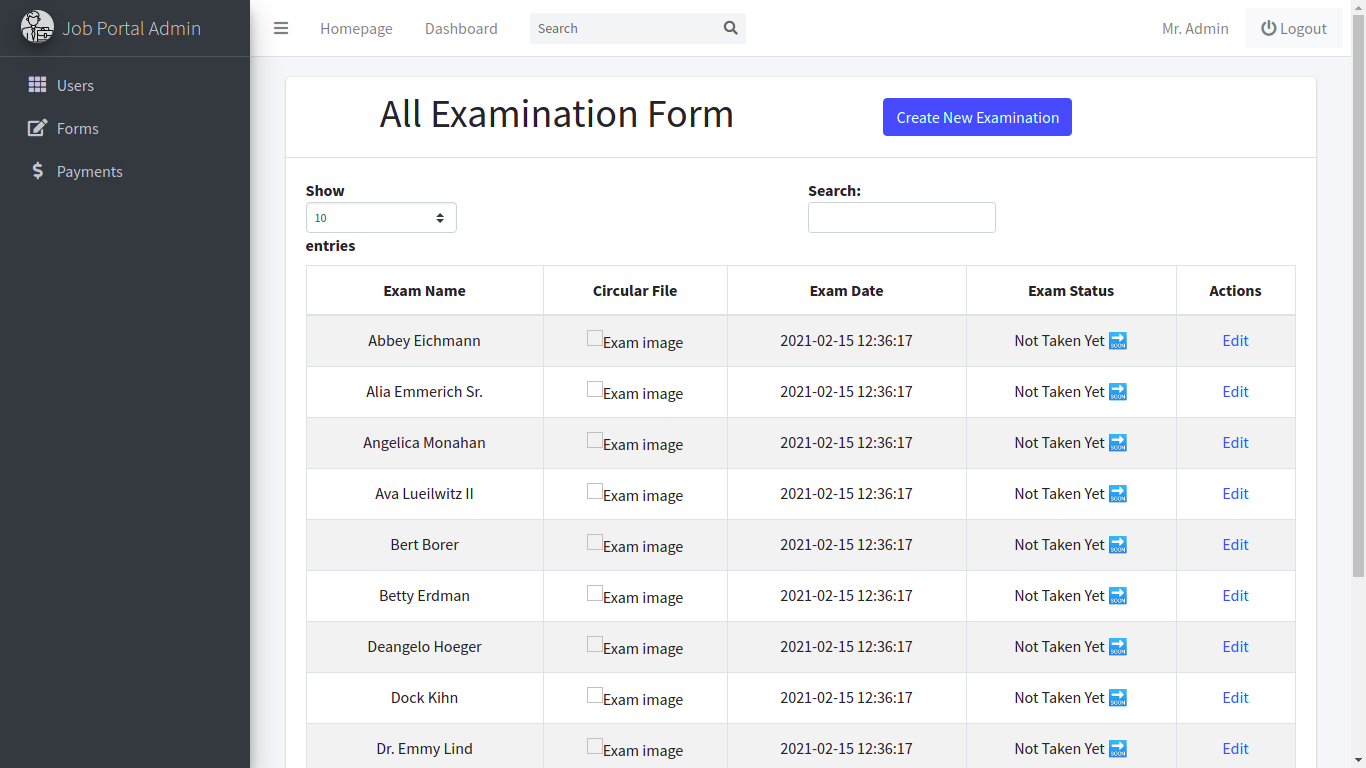 Job Portal Admin
Homepage Dashboard Search Mr. Admin Logout
Users
Forms
Payments
All Examination Form Create New Examination
Show Search:
10
entries
Exam Name Circular File Exam Date Exam Status Actions
Abbey Eichmann Exam image 2021-02-15 12:36:17 Not Taken Yet 🔜 Edit
Alia Emmerich Sr. Exam image 2021-02-15 12:36:17 Not Taken Yet 🔜 Edit
Angelica Monahan Exam image 2021-02-15 12:36:17 Not Taken Yet 🔜 Edit
Ava Lueilwitz II Exam image 2021-02-15 12:36:17 Not Taken Yet 🔜 Edit
Bert Borer Exam image 2021-02-15 12:36:17 Not Taken Yet 🔜 Edit
Betty Erdman Exam image 2021-02-15 12:36:17 Not Taken Yet 🔜 Edit
Deangelo Hoeger Exam image 2021-02-15 12:36:17 Not Taken Yet 🔜 Edit
Dock Kihn Exam image 2021-02-15 12:36:17 Not Taken Yet 🔜 Edit
Dr. Emmy Lind Exam image 2021-02-15 12:36:17 Not Taken Yet 🔜 Edit